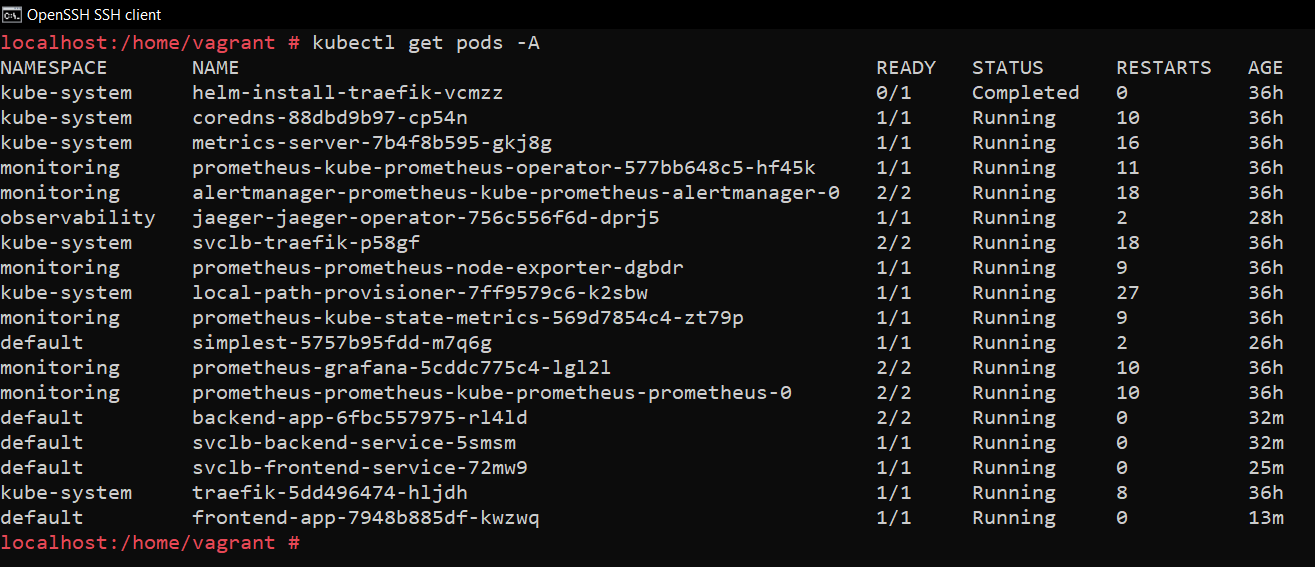 OpenSSH SSH client
localhost:/home/vagrant # kubectl get pods -A
NAMESPACE NAME READY STATUS RESTARTS AGE
kube-system helm-install-traefik-vcmzz 0/1 Completed 0 36h
kube-system coredns-88dbd9b97-cp54n 1/1 Running 10 36h
kube-system metrics-server-7b4f8b595-gkj8g 1/1 Running 16 36h
monitoring prometheus-kube-prometheus-operator-577bb648c5-hf45k 1/1 Running 11 36h
monitoring alertmanager-prometheus-kube-prometheus-alertmanager-0 2/2 Running 18 36h
observability jaeger-jaeger-operator-756c556f6d-dprj5 1/1 Running 2 28h
kube-system svclb-traefik-p58gf 2/2 Running 18 36h
monitoring prometheus-prometheus-node-exporter-dgbdr 1/1 Running 9 36h
kube-system local-path-provisioner-7ff9579c6-k2sbw 1/1 Running 27 36h
monitoring prometheus-kube-state-metrics-569d7854c4-zt79p 1/1 Running 9 36h
default simplest-5757b95fdd-m7q6g 1/1 Running 2 26h
monitoring prometheus-grafana-5cddc775c4-lgl2l 2/2 Running 10 36h
monitoring prometheus-prometheus-kube-prometheus-prometheus-0 2/2 Running 10 36h
default backend-app-6fbc557975-rl4ld 2/2 Running 0 32m
default svclb-backend-service-5smsm 1/1 Running 0 32m
default svclb-frontend-service-72mw9 1/1 Running 0 25m
kube-system traefik-5dd496474-hljdh 1/1 Running 8 36h
default frontend-app-7948b885df-kwzwq 1/1 Running 0 13m
localhost:/home/vagrant #